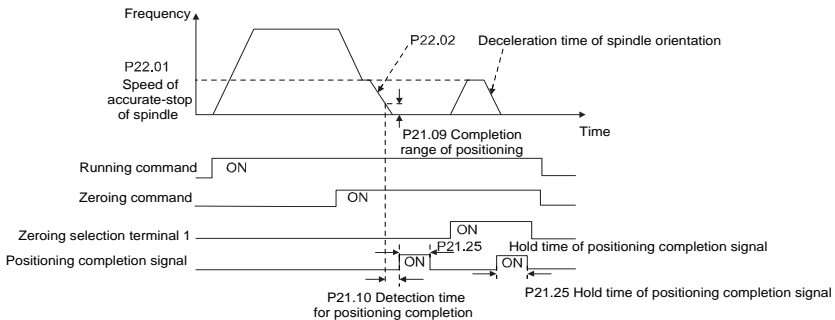 Frequency
P22.02
Deceleration time of spindle orientation
P22.01
Speed of
accurate-stop
of spindle
Time
P21.09 Completion
range of positioning
Running command
ON
Zeroing command
ON
Zeroing selection terminal 1
ON
P21.25
Hold time of positioning completion signal
Positioning completion signal
ON
ON
P21.10 Detection time
for positioning completion
P21.25 Hold time of positioning completion signal